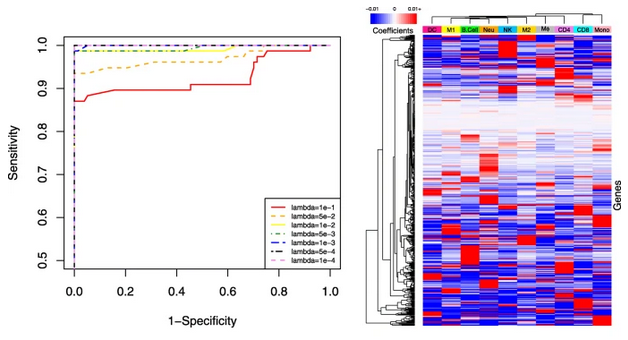 1.0
0.9
0.8
0.7
0.6
0.5
Sensitivity
0.0 0.2 0.4 0.6 0.8 1.0
1−Specificity
lambda=1e−1
lambda=5e−2
lambda=1e−2
lambda=5e−3
lambda=1e−3
lambda=5e−4
lambda=1e−4
−0.01 0 0.01+
Coefficients
DC M1 B.Cell Neu NK M2 Mφ CD4 CD8 Mono
Genes